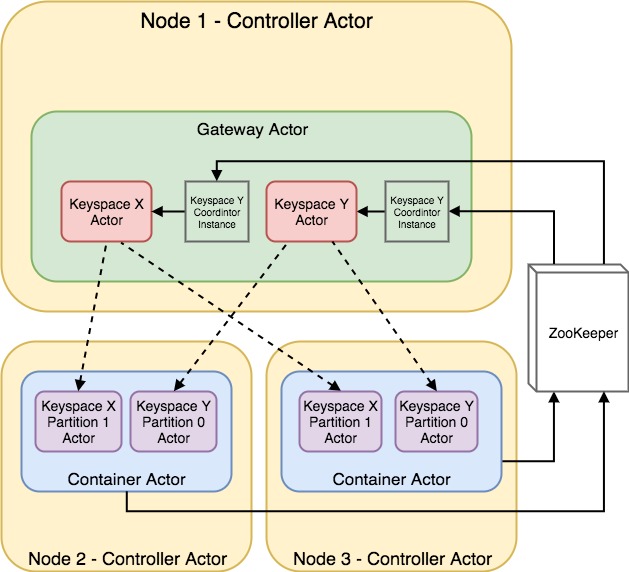 Node 1 - Controller Actor
Gateway Actor
Keyspace X
Actor
Keyspace Y
Coordintor
Instance
Keyspace Y
Actor
Keyspace Y
Coordintor
Instance
ZooKeeper
Keyspace X
Partition 1
Actor
Keyspace Y
Partition 0
Actor
Container Actor
Node 2 - Controller Actor
Keyspace X
Partition 1
Actor
Keyspace Y
Partition 0
Actor
Container Actor
Node 3 - Controller Actor